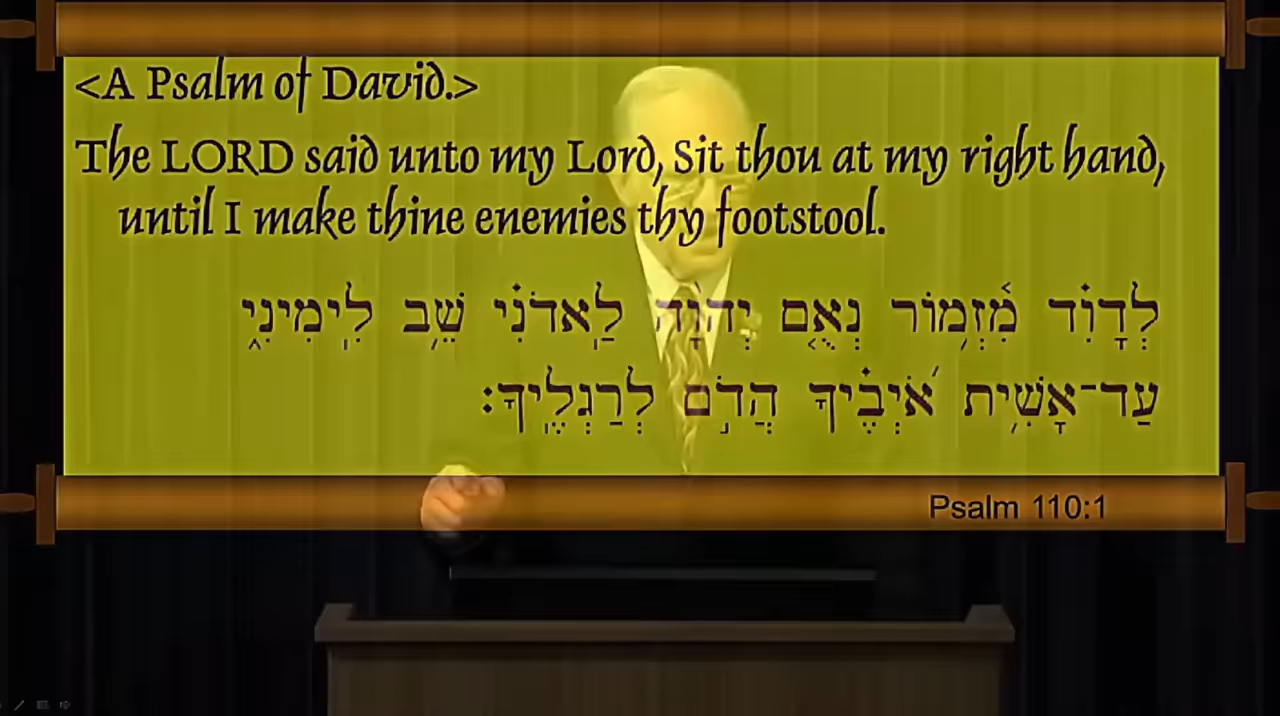 <A Psalm of David.>
The LORD said unto my Lord, Sit thou at my right hand,
until I make thine enemies thy footstool.
לְדָוִ֗ד מִ֫זְמ֥וֹר נְאֻ֤ם יְהוָ֨ה לַֽאדֹנִ֗י שֵׁ֥ב לִֽימִינִ֑י
עַד־אָשִׁ֥ית אֹ֝יְבֶ֗יךָ הֲדֹ֣ם לְרַגְלֶֽיךָ׃
Psalm 110:1